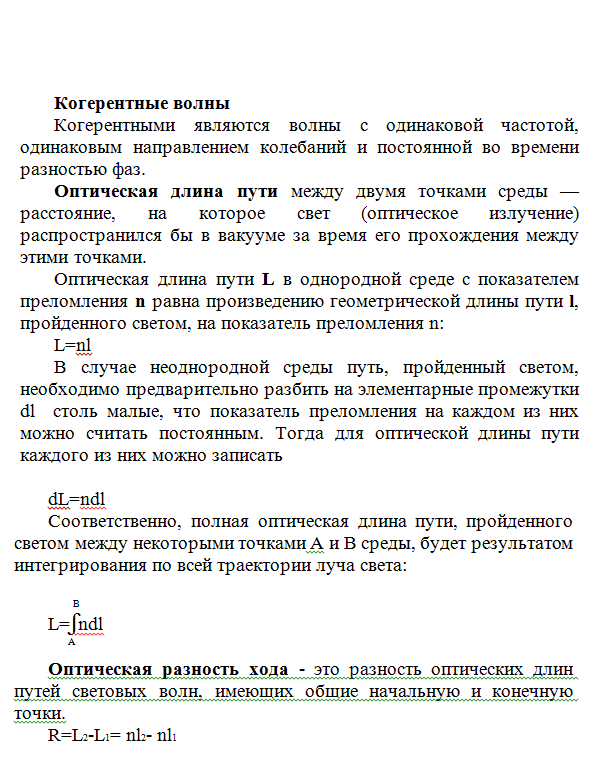 Когерентные волны
Когерентными являются волны с одинаковой частотой,
одинаковым направлением колебаний и постоянной во времени
разностью фаз.
Оптическая длина пути между двумя точками среды —
расстояние, на которое свет (оптическое излучение)
распространился бы в вакууме за время его прохождения между
этими точками.
Оптическая длина пути L в однородной среде с показателем
преломления n равна произведению геометрической длины пути l,
пройденного светом, на показатель преломления n:
L=nl
В случае неоднородной среды путь, пройденный светом,
необходимо предварительно разбить на элементарные промежутки
dl столь малые, что показатель преломления на каждом из них
можно считать постоянным. Тогда для оптической длины пути
каждого из них можно записать
dL=ndl
Соответственно, полная оптическая длина пути, пройденного
светом между некоторыми точками А и В среды, будет результатом
интегрирования по всей траектории луча света:
В
L=∫ndl
А
Оптическая разность хода - это разность оптических длин
путей световых волн, имеющих общие начальную и конечную
точки.
R=L2-L1= nl2- nl1